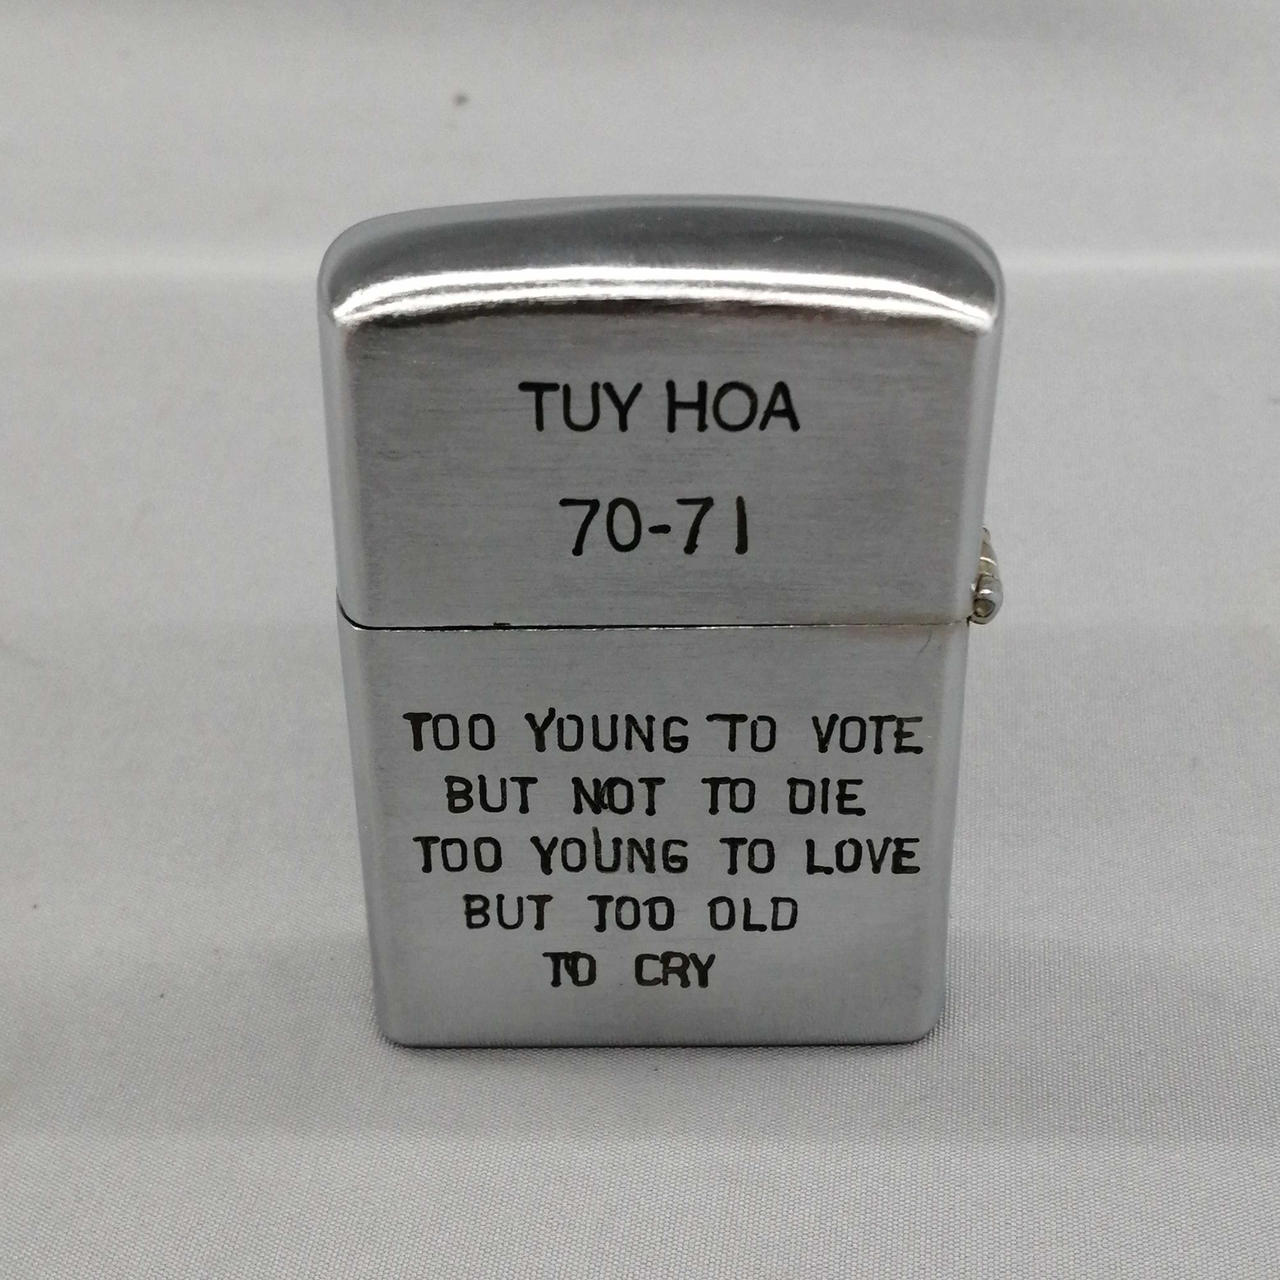 TUY HOA
70-71
TOO YOUNG TO VOTE
BUT NOT TO DIE
TOO YOUNG TO LOVE
BUT TOO OLD
TO CRY